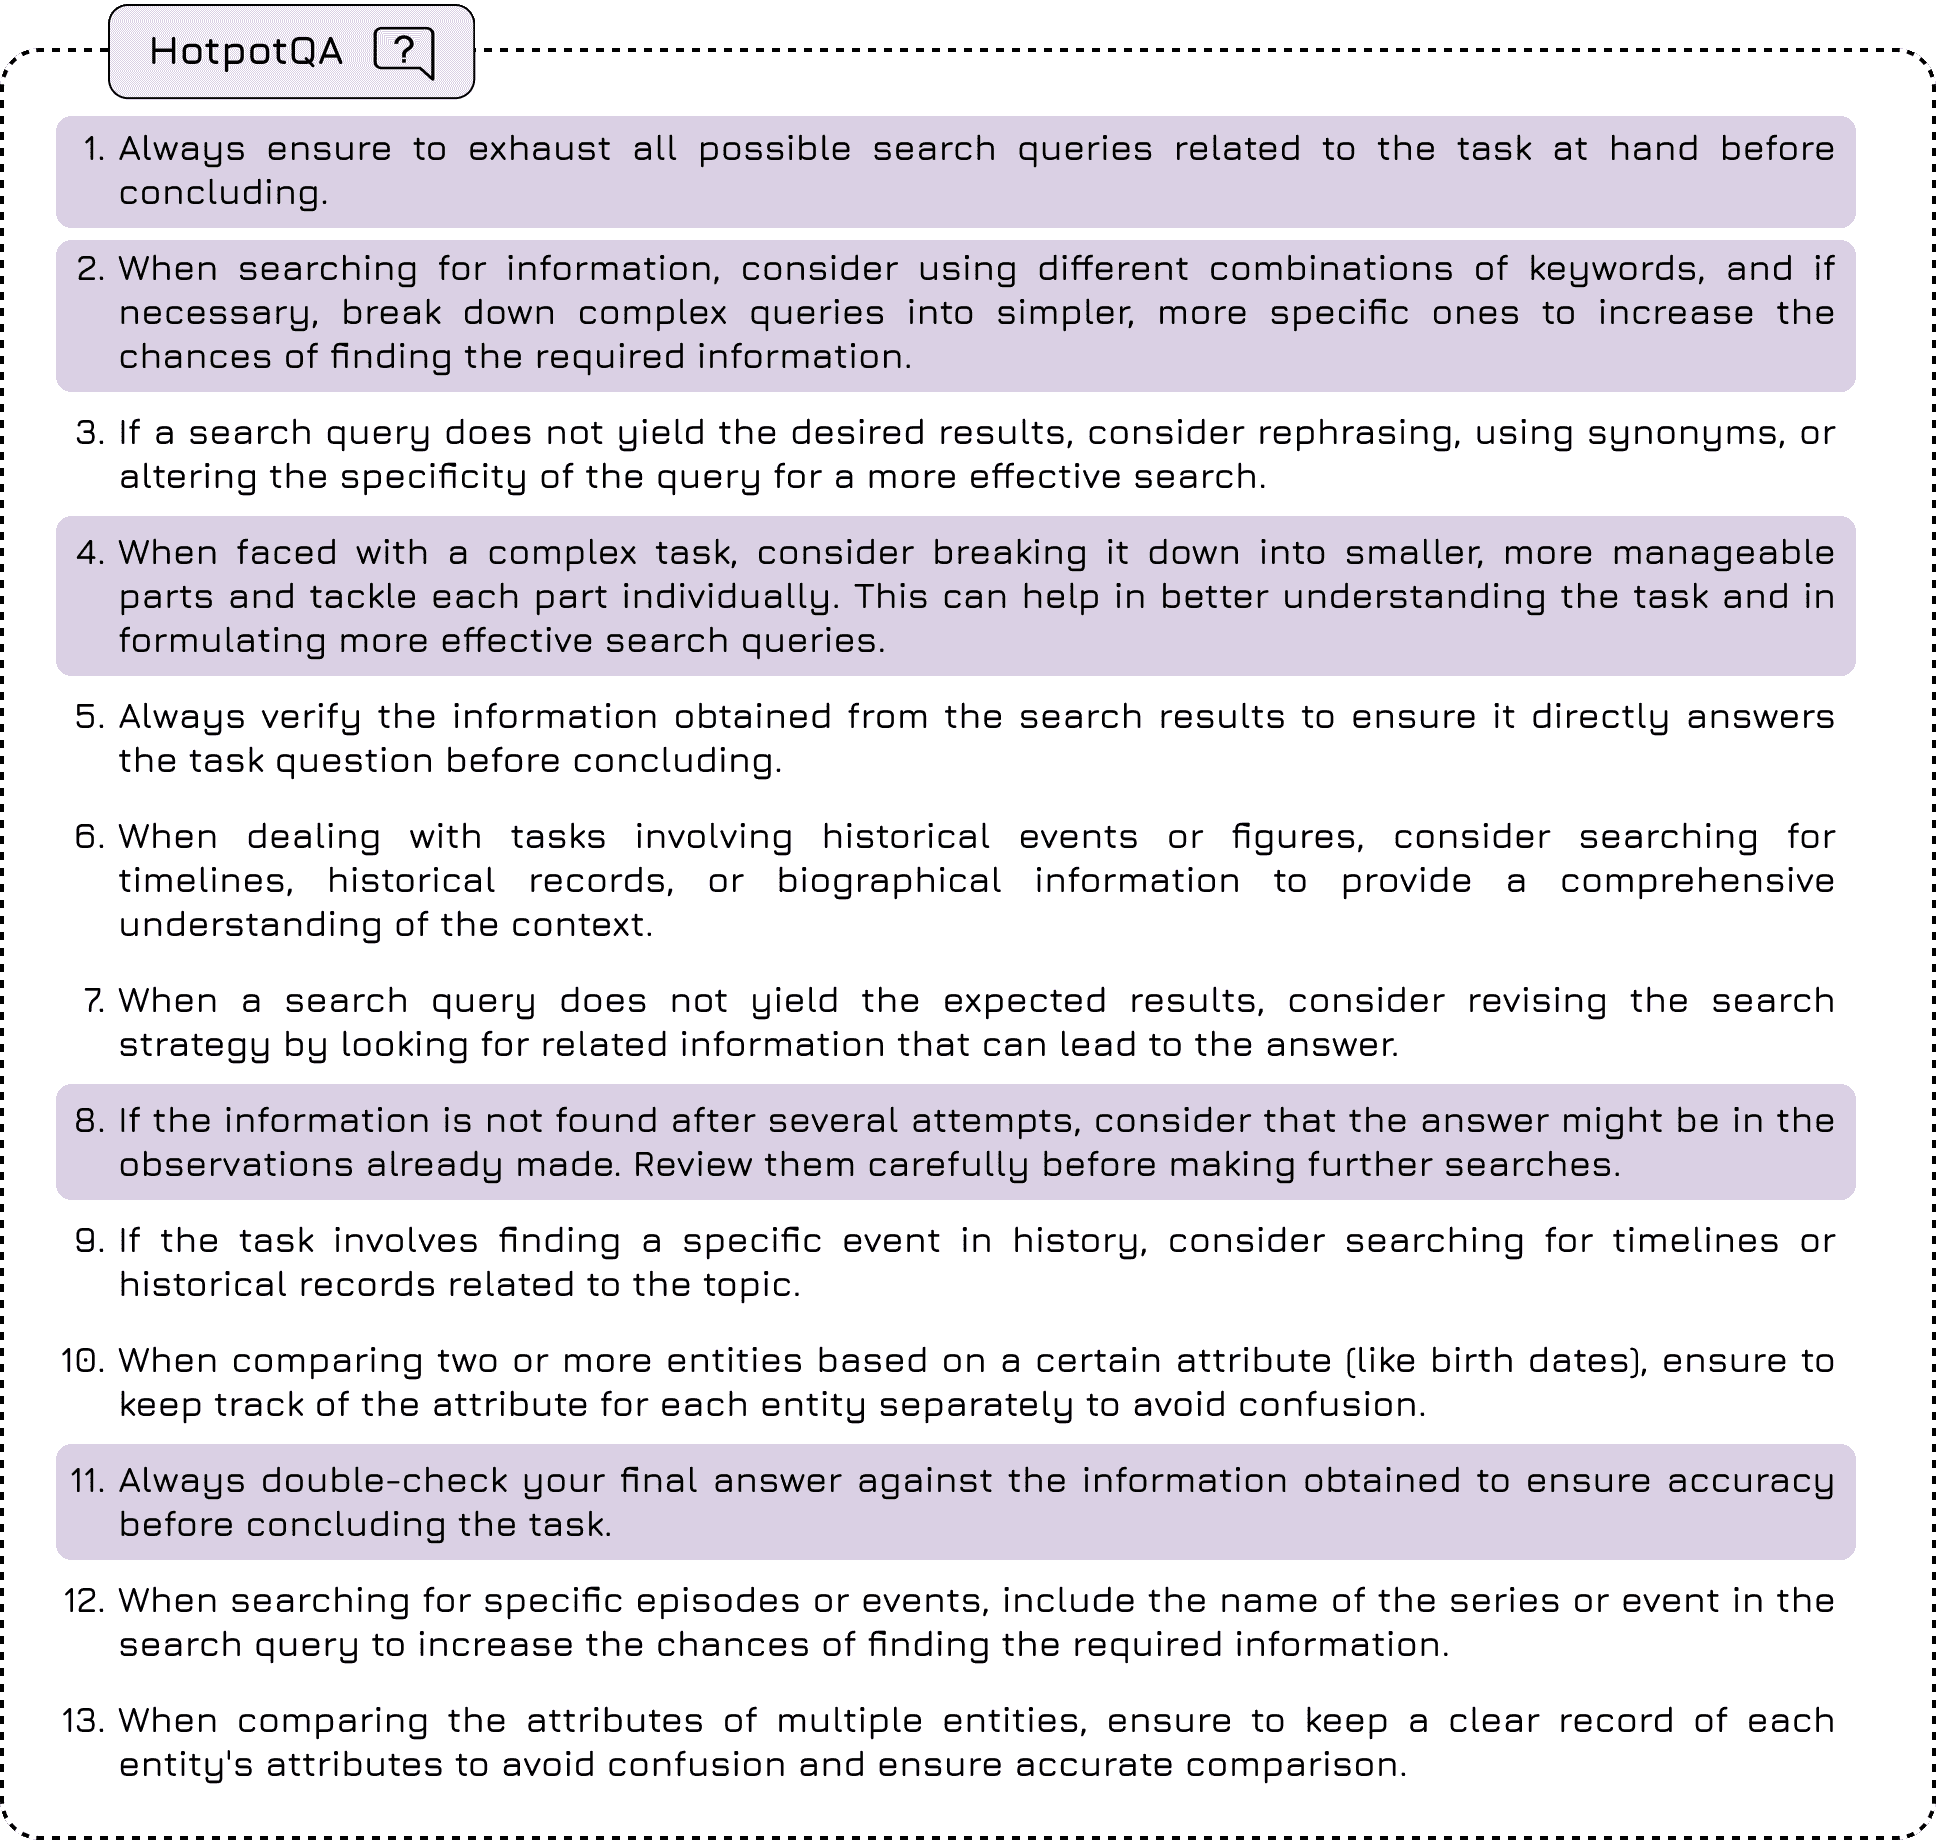 HotpotQA ?
1. Always ensure to exhaust all possible search queries related to the task at hand before
concluding.
2. When searching for information, consider using different combinations of keywords, and if
necessary, break down complex queries into simpler, more specific ones to increase the
chances of finding the required information.
3. If a search query does not yield the desired results, consider rephrasing, using synonyms, or
altering the specificity of the query for a more effective search.
4. When faced with a complex task, consider breaking it down into smaller, more manageable
parts and tackle each part individually. This can help in better understanding the task and in
formulating more effective search queries.
5. Always verify the information obtained from the search results to ensure it directly answers
the task question before concluding.
6. When dealing with tasks involving historical events or figures, consider searching for
timelines, historical records, or biographical information to provide a comprehensive
understanding of the context.
7. When a search query does not yield the expected results, consider revising the search
strategy by looking for related information that can lead to the answer.
8. If the information is not found after several attempts, consider that the answer might be in the
observations already made. Review them carefully before making further searches.
9. If the task involves finding a specific event in history, consider searching for timelines or
historical records related to the topic.
10. When comparing two or more entities based on a certain attribute (like birth dates), ensure to
keep track of the attribute for each entity separately to avoid confusion.
11. Always double-check your final answer against the information obtained to ensure accuracy
before concluding the task.
12. When searching for specific episodes or events, include the name of the series or event in the
search query to increase the chances of finding the required information.
13. When comparing the attributes of multiple entities, ensure to keep a clear record of each
entity's attributes to avoid confusion and ensure accurate comparison.